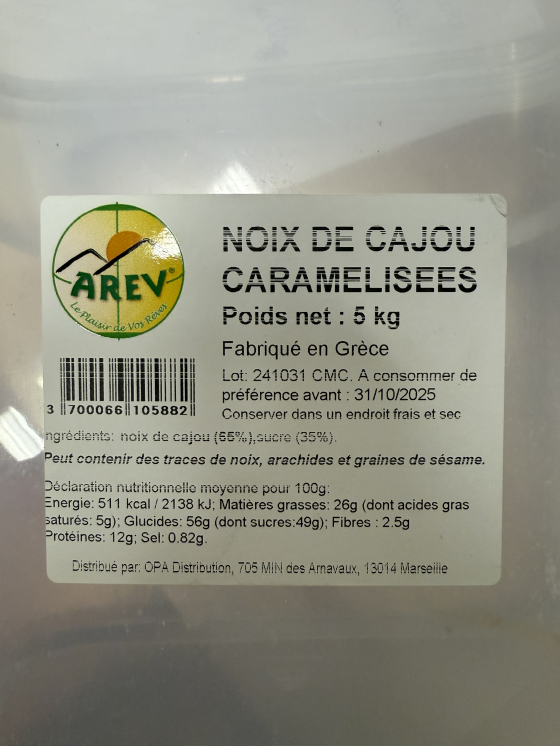 AREV®
Le Plaisir de Vos Rêves
NOIX DE CAJOU
CARAMELISEES
Poids net : 5 kg
Fabriqué en Grèce
Lot: 241031 CMC. A consommer de
préférence avant : 31/10/2025
Conserver dans un endroit frais et sec
3 700066 105882
ngrédients: noix de cajou (65%),sucre (35%).
Peut contenir des traces de noix, arachides et graines de sésame.
Déclaration nutritionnelle moyenne pour 100g:
Energie: 511 kcal / 2138 kJ; Matières grasses: 26g (dont acides gras
saturés: 5g); Glucides: 56g (dont sucres:49g); Fibres : 2.5g
Protéines: 12g; Sel: 0.82g.
Distribué par: OPA Distribution, 705 MIN des Arnavaux, 13014 Marseille